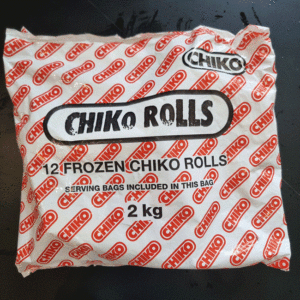 CHIKO
CHIKO ROLLS
12 FROZEN CHIKO ROLLS
SERVING BAGS INCLUDED IN THIS BAG
2 kg